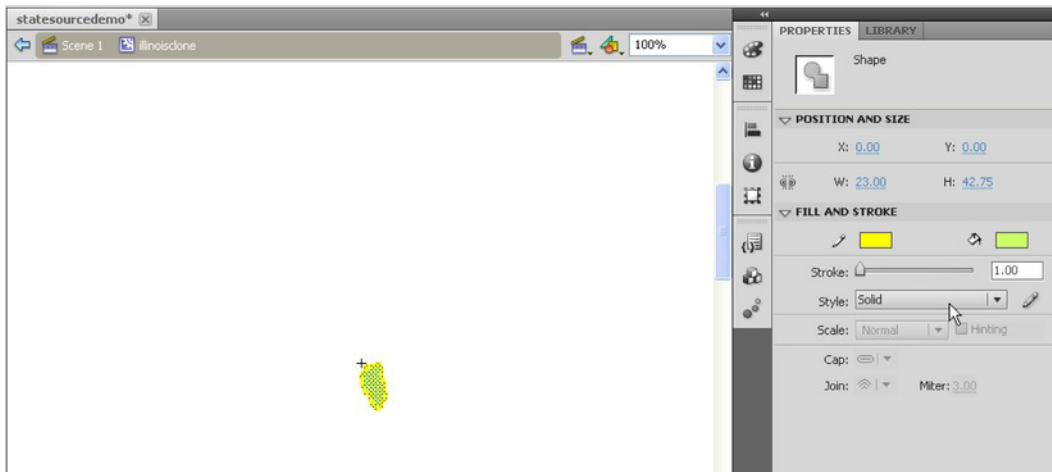 statesourcedemo*
Scene 1 illinoisclone 100%
PROPERTIES LIBRARY
Shape
POSITION AND SIZE
X: 0.00 Y: 0.00
W: 23.00 H: 42.75
FILL AND STROKE
Stroke: 1.00
Style: Solid
Scale: Normal Hinting
Cap:
Join: Miter: 3.00